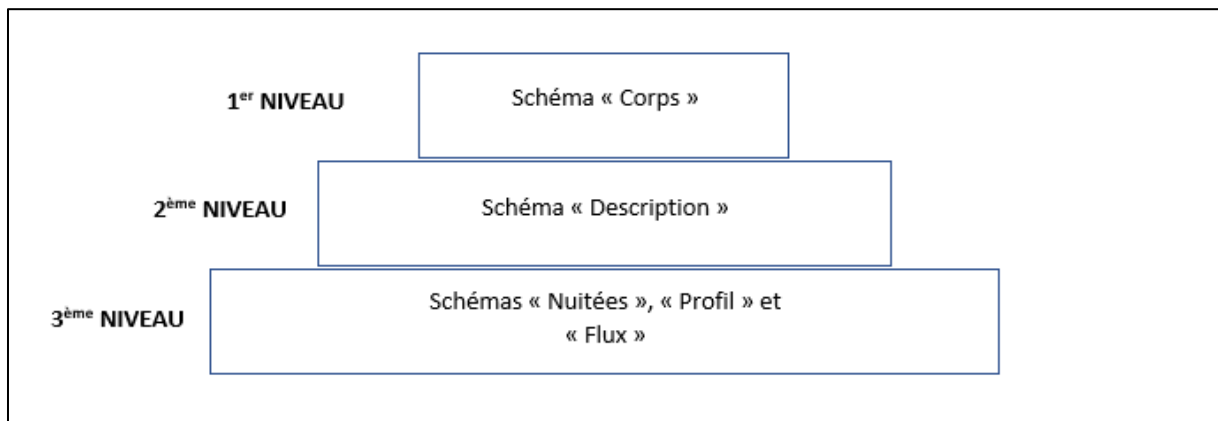 1er NIVEAU
Schéma « Corps »
2ème NIVEAU
Schéma « Description »
3ème NIVEAU
Schémas « Nuitées », « Profil » et
« Flux »